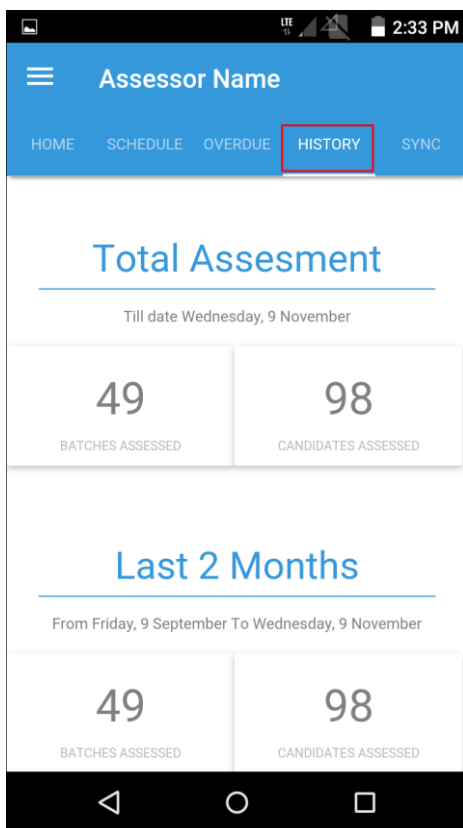 LTE 2:33 PM
Assessor Name
HOME SCHEDULE OVERDUE HISTORY SYNC
Total Assesment
Till date Wednesday, 9 November
49 98
BATCHES ASSESSED CANDIDATES ASSESSED
Last 2 Months
From Friday, 9 September To Wednesday, 9 November
49 98
BATCHES ASSESSED CANDIDATES ASSESSED